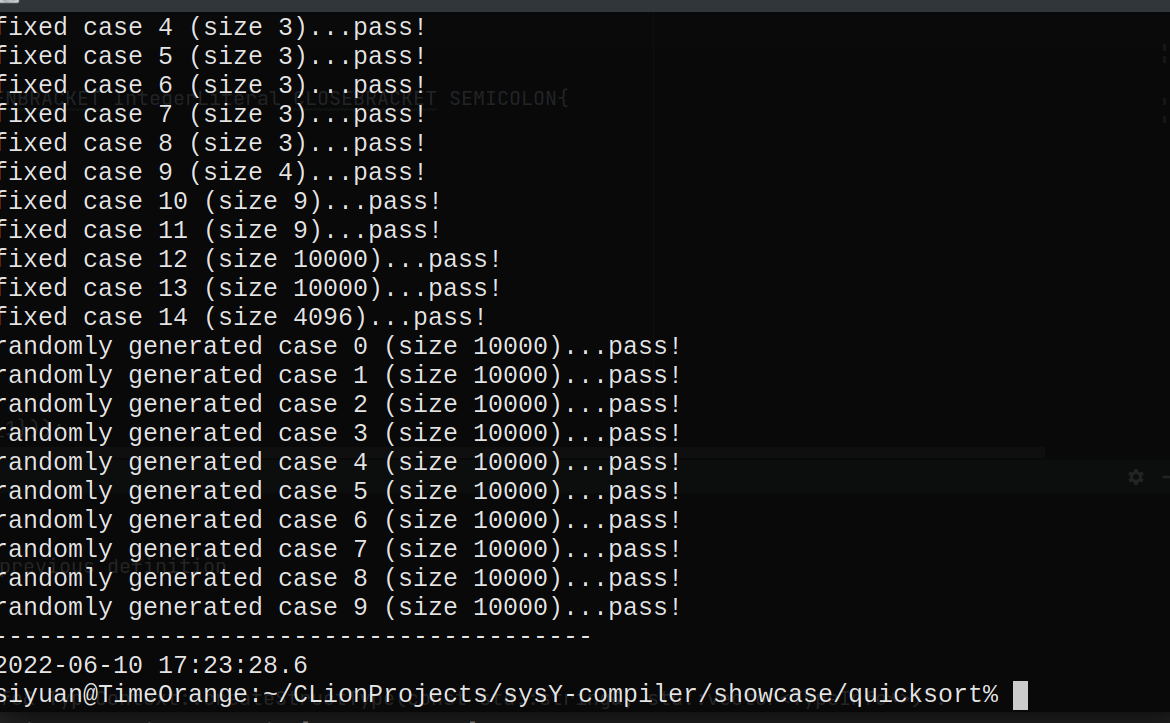 fixed case 4 (size 3)...pass!
fixed case 5 (size 3)...pass!
fixed case 6 (size 3)...pass!
IntegerLiteral CLOSEBRACKET SEMICOLON{
fixed case 7 (size 3)...pass!
fixed case 8 (size 3)...pass!
fixed case 9 (size 4)...pass!
fixed case 10 (size 9)...pass!
fixed case 11 (size 9)...pass!
fixed case 12 (size 10000)...pass!
fixed case 13 (size 10000)...pass!
fixed case 14 (size 4096)...pass!
randomly generated case 0 (size 10000)...pass!
randomly generated case 1 (size 10000)...pass!
randomly generated case 2 (size 10000)...pass!
randomly generated case 3 (size 10000)...pass!
randomly generated case 4 (size 10000)...pass!
randomly generated case 5 (size 10000)...pass!
randomly generated case 6 (size 10000)...pass!
randomly generated case 7 (size 10000)...pass!
previous definition
randomly generated case 8 (size 10000)...pass!
randomly generated case 9 (size 10000)...pass!
----------------------------------------
2022-06-10 17:23:28.6
siyuan@TimeOrange:~/CLionProjects/sysY-compiler/showcase/quicksort%